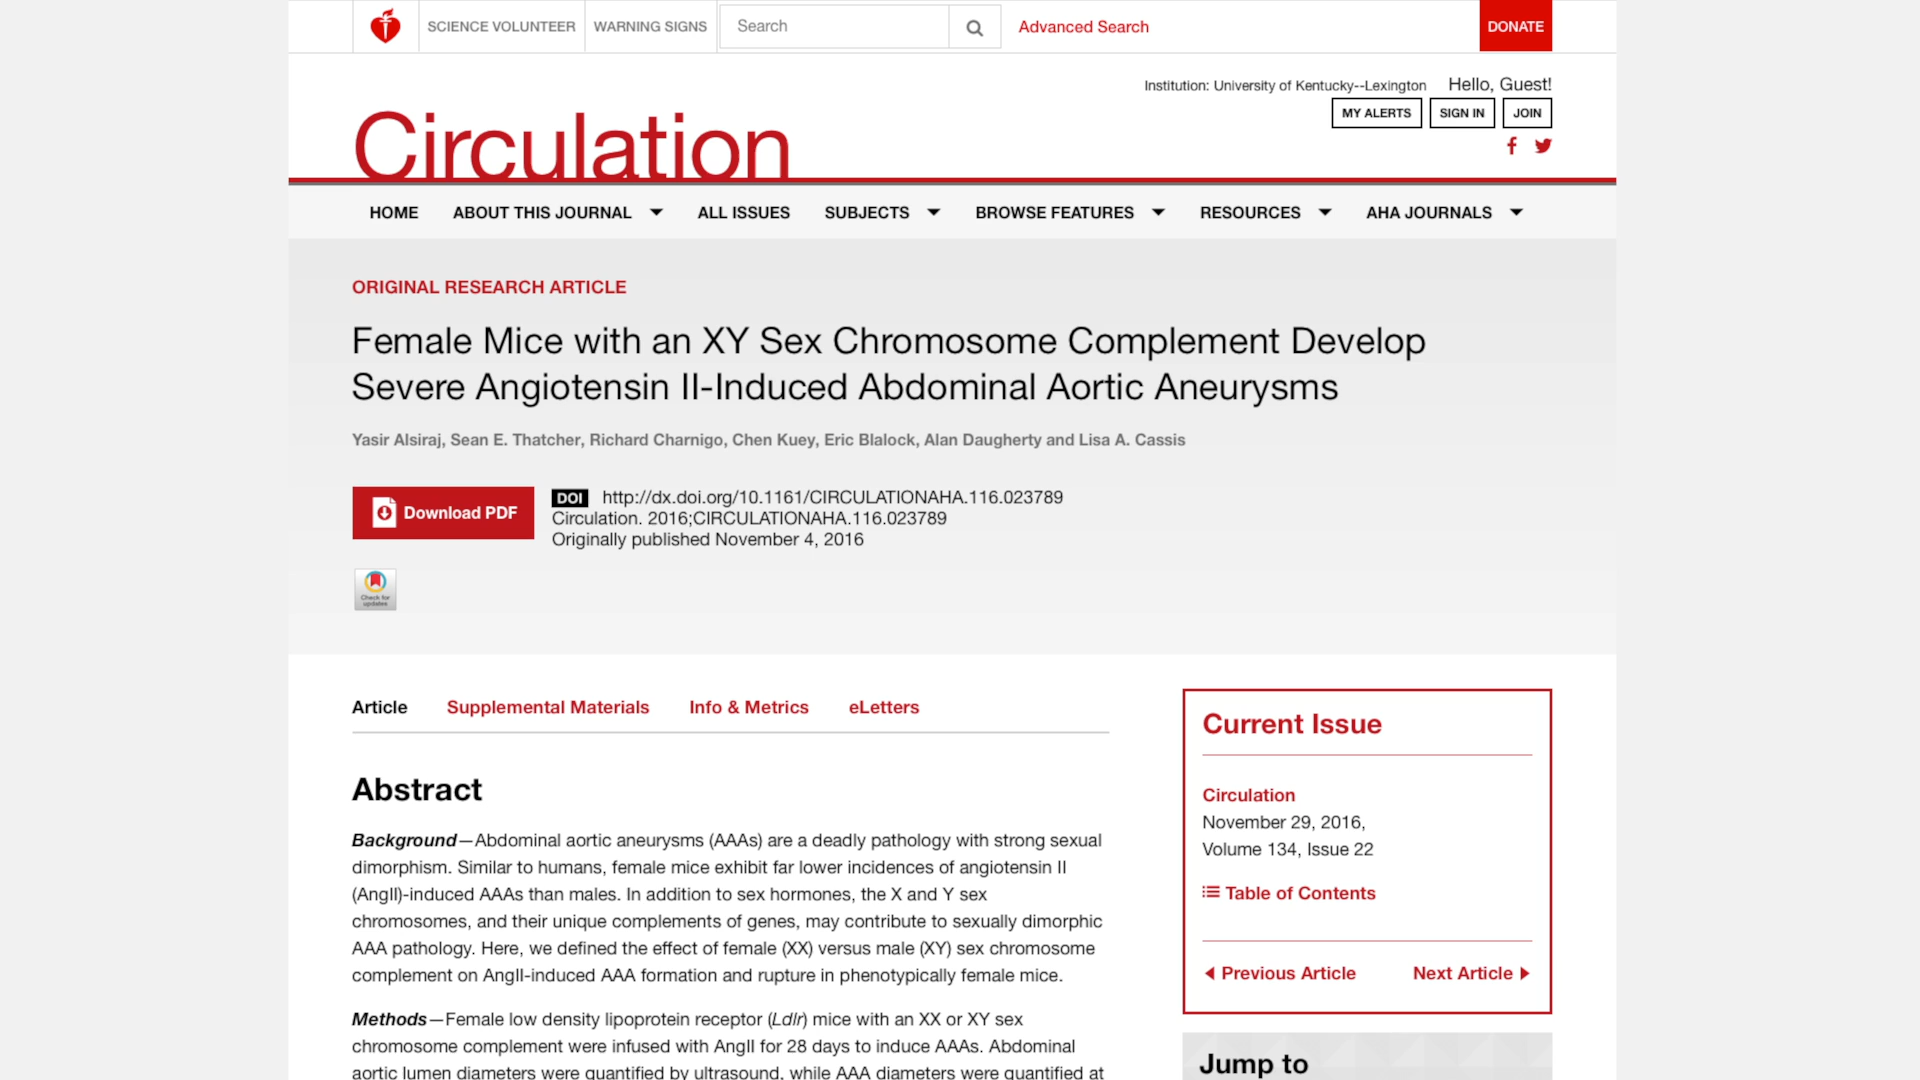 SCIENCE VOLUNTEER WARNING SIGNS Search Advanced Search DONATE
Institution: University of Kentucky--Lexington Hello, Guest!
MY ALERTS SIGN IN JOIN
Circulation
HOME ABOUT THIS JOURNAL ALL ISSUES SUBJECTS BROWSE FEATURES RESOURCES AHA JOURNALS
ORIGINAL RESEARCH ARTICLE
Female Mice with an XY Sex Chromosome Complement Develop
Severe Angiotensin II-Induced Abdominal Aortic Aneurysms
Yasir Alsiraj, Sean E. Thatcher, Richard Charnigo, Chen Kuey, Eric Blalock, Alan Daugherty and Lisa A. Cassis
Download PDF
DOI http://dx.doi.org/10.1161/CIRCULATIONAHA.116.023789
Circulation. 2016;CIRCULATIONAHA.116.023789
Originally published November 4, 2016
Check for
updates
Article Supplemental Materials Info & Metrics eLetters
Abstract
Background—Abdominal aortic aneurysms (AAAs) are a deadly pathology with strong sexual
dimorphism. Similar to humans, female mice exhibit far lower incidences of angiotensin II
(AngII)-induced AAAs than males. In addition to sex hormones, the X and Y sex
chromosomes, and their unique complements of genes, may contribute to sexually dimorphic
AAA pathology. Here, we defined the effect of female (XX) versus male (XY) sex chromosome
complement on AngII-induced AAA formation and rupture in phenotypically female mice.
Methods—Female low density lipoprotein receptor (Ldlr) mice with an XX or XY sex
chromosome complement were infused with AngII for 28 days to induce AAAs. Abdominal
aortic lumen diameters were quantified by ultrasound, while AAA diameters were quantified at
Current Issue
Circulation
November 29, 2016,
Volume 134, Issue 22
Table of Contents
Previous Article Next Article
Jump to